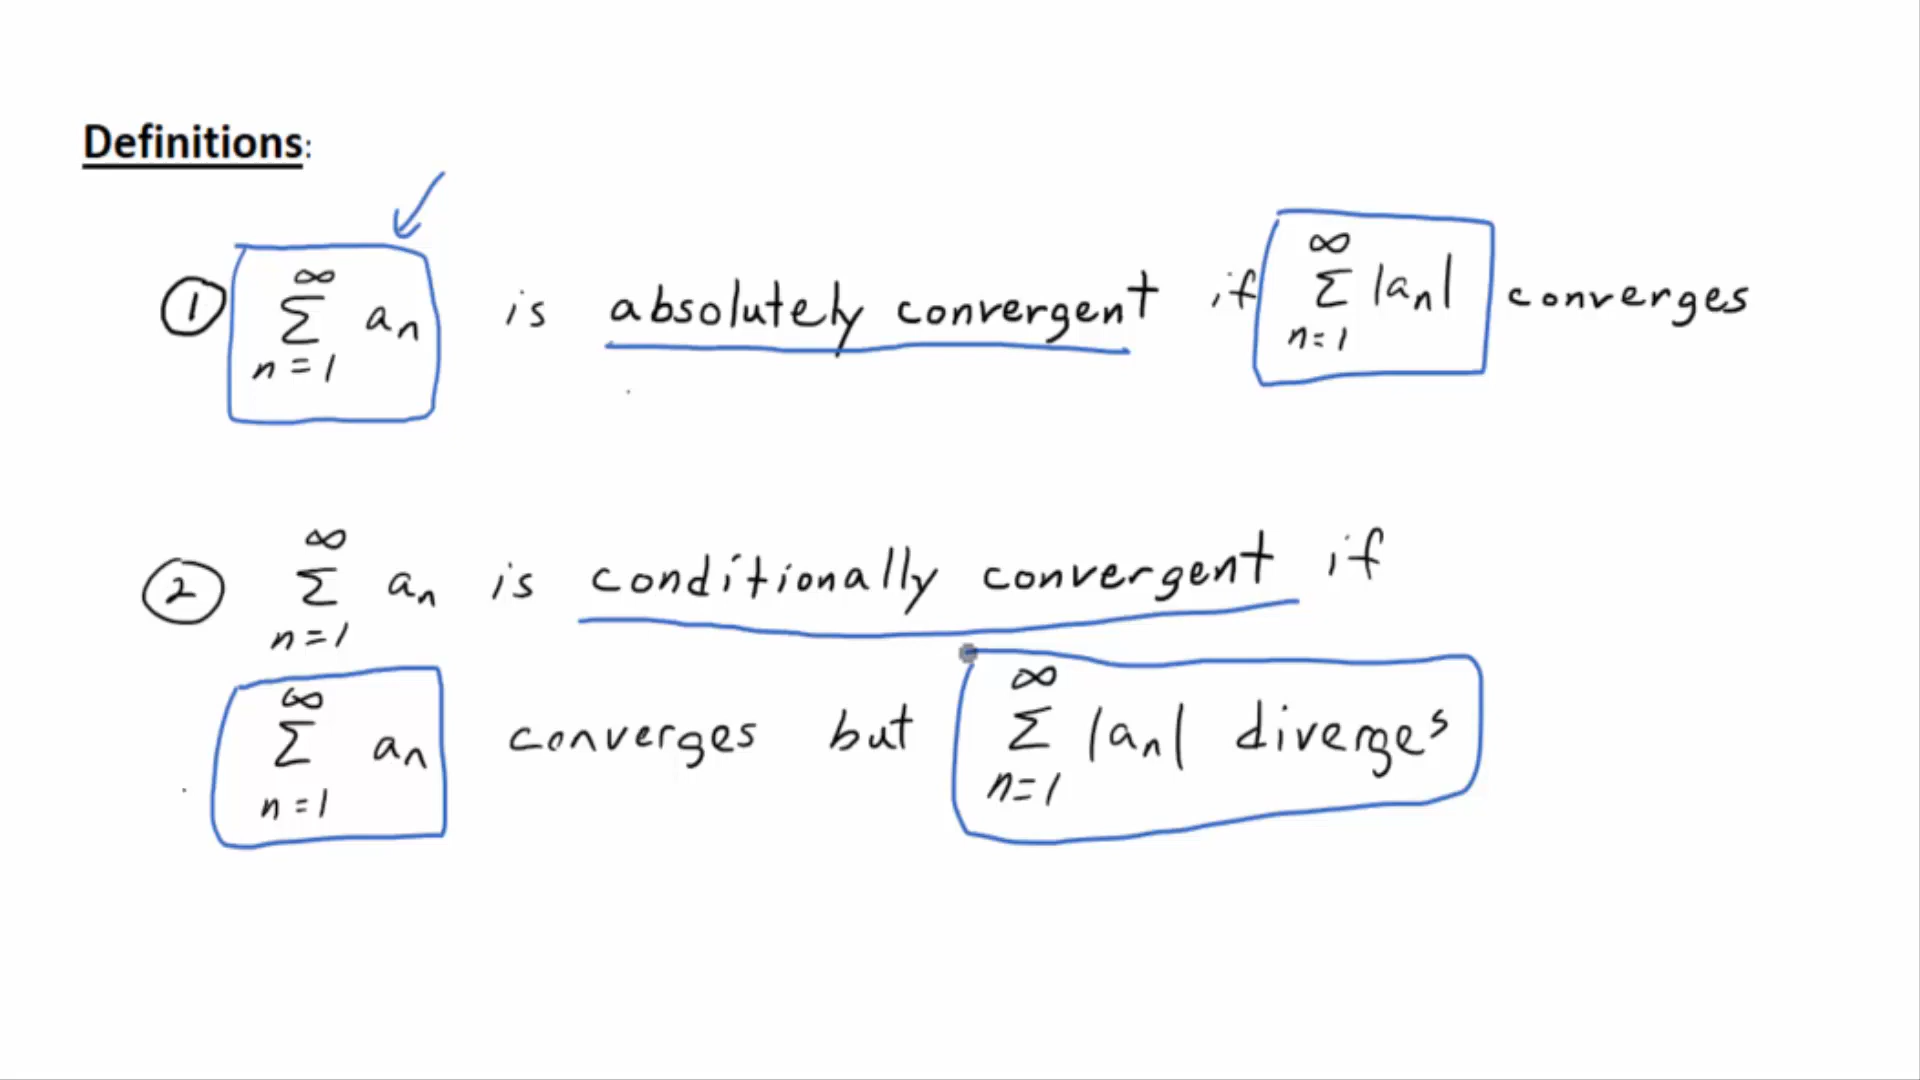 Definitions:
① ∑_{n=1}^{∞} aₙ is absolutely convergent if ∑_{n=1}^{∞} |aₙ| converges
② ∑_{n=1}^{∞} aₙ is conditionally convergent if
∑_{n=1}^{∞} aₙ converges but ∑_{n=1}^{∞} |aₙ| diverges